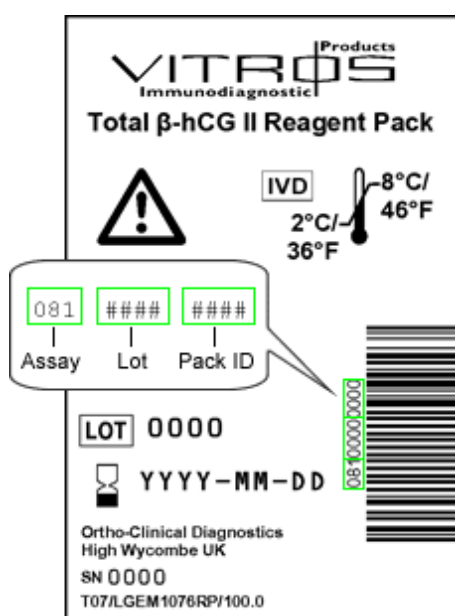 VITROS Products
Immunodiagnostic
Total β-hCG II Reagent Pack
IVD
8°C/
46°F
2°C/
36°F
081 #### ####
Assay Lot Pack ID
08100000000
LOT 0000
YYYY-MM-DD
Ortho-Clinical Diagnostics
High Wycombe UK
SN 0000
T07/LGEM1076RP/100.0